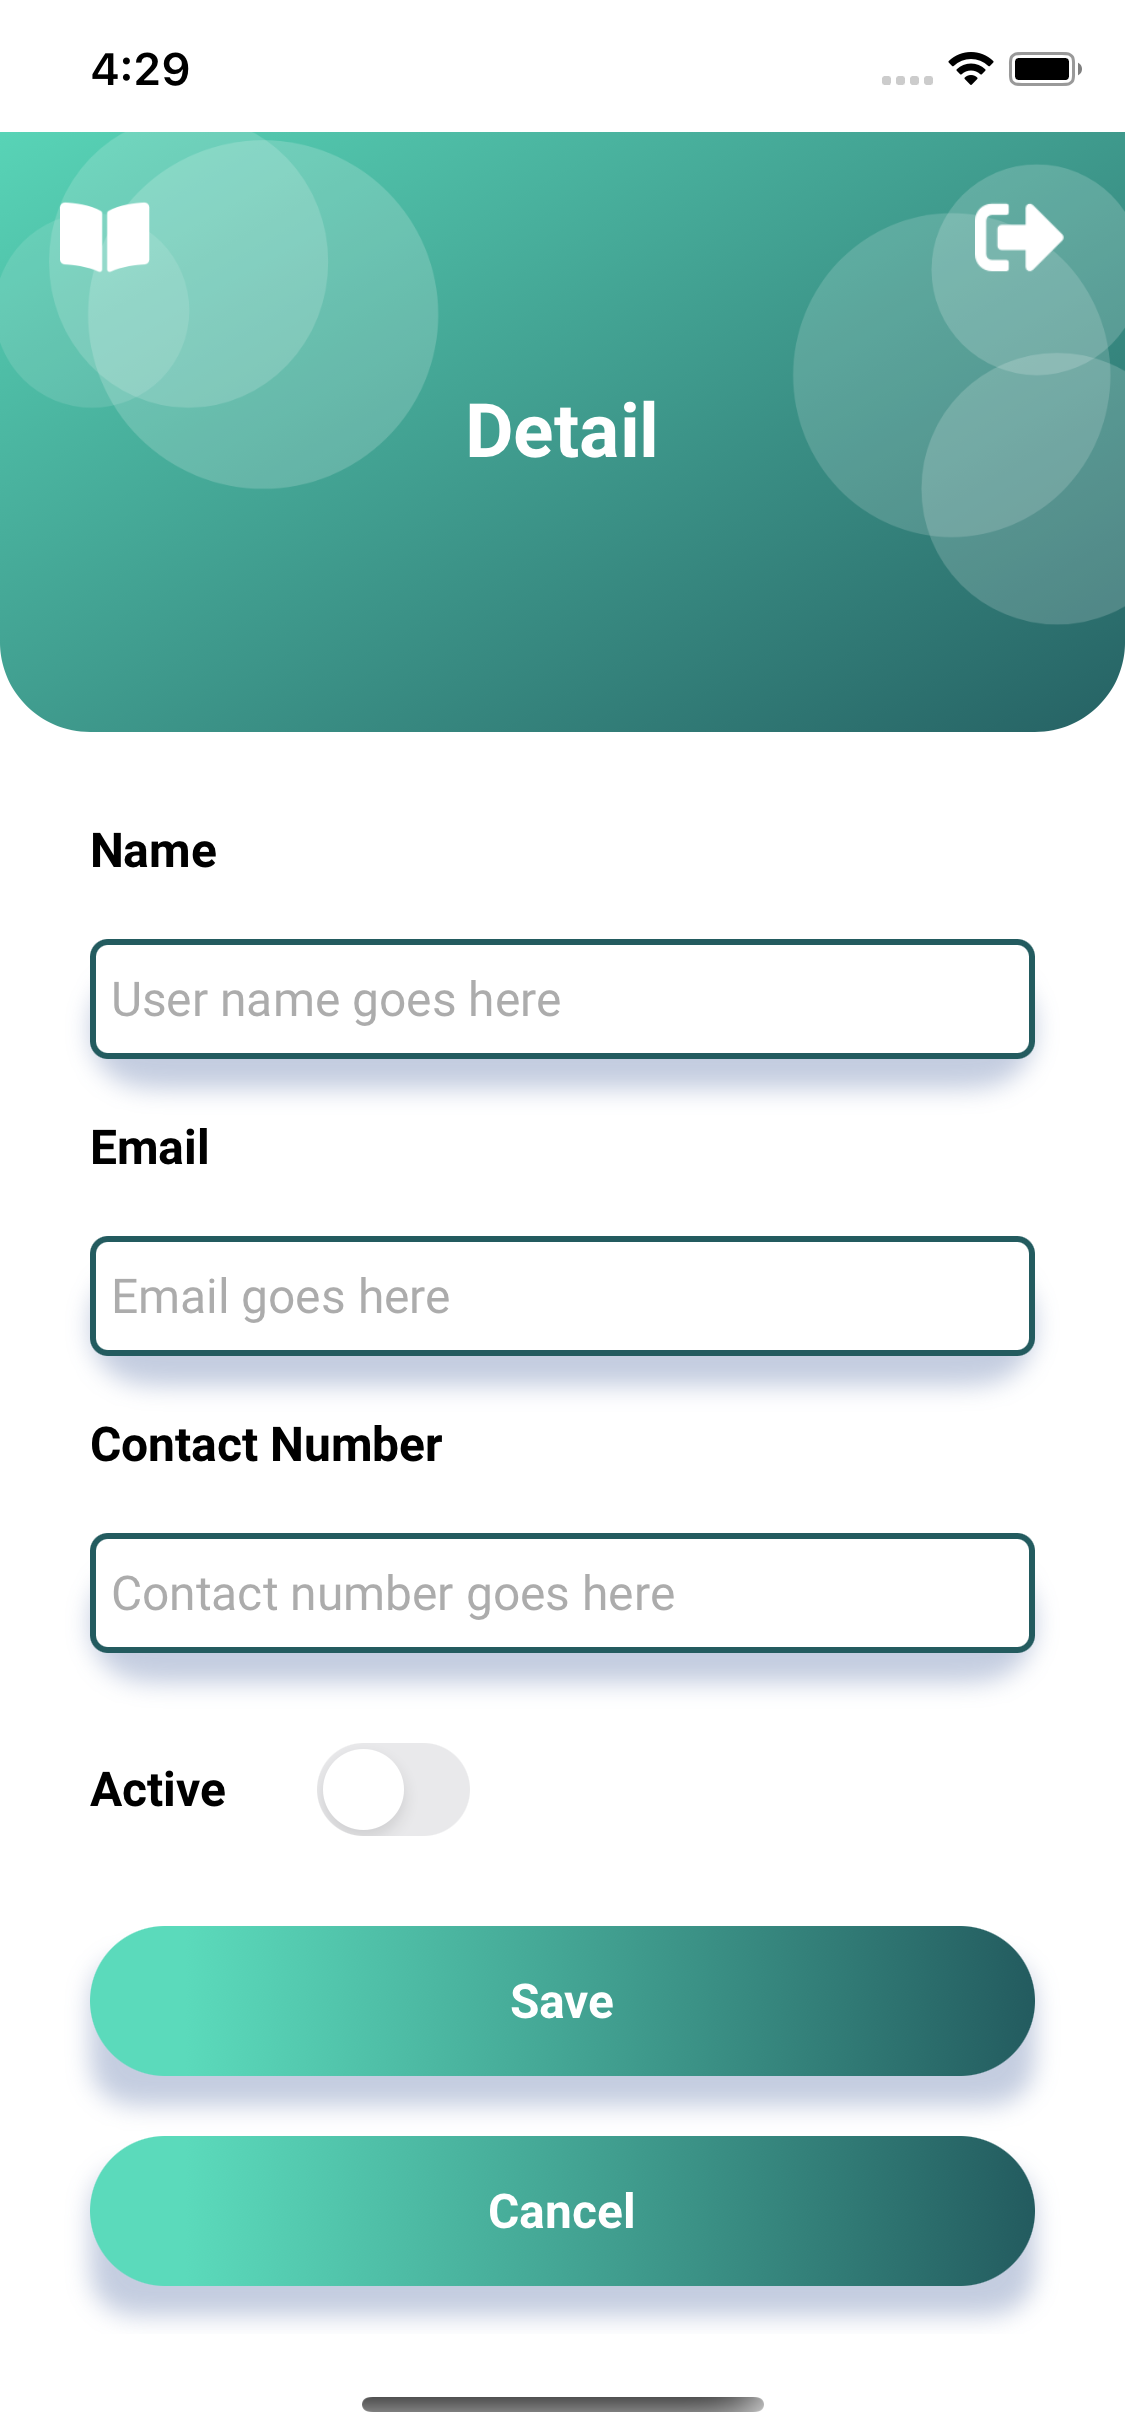 4:29
Detail
Name
User name goes here
Email
Email goes here
Contact Number
Contact number goes here
Active
Save
Cancel